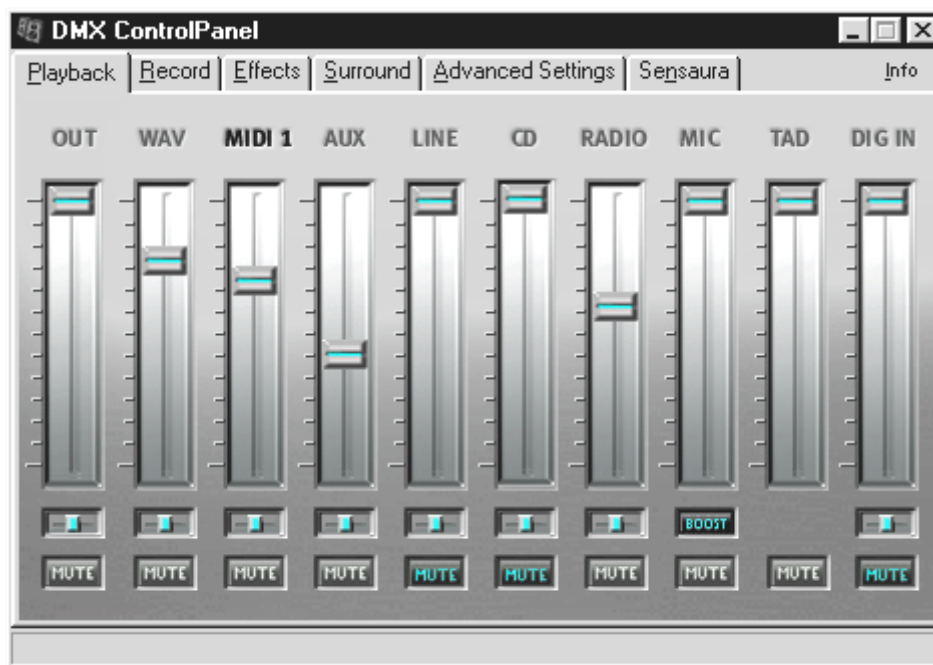 DMX ControlPanel
Playback Record Effects Surround Advanced Settings Sensaura Info
OUT WAV MIDI 1 AUX LINE CD RADIO MIC TAD DIG IN
BOOST
MUTE MUTE MUTE MUTE MUTE MUTE MUTE MUTE MUTE MUTE